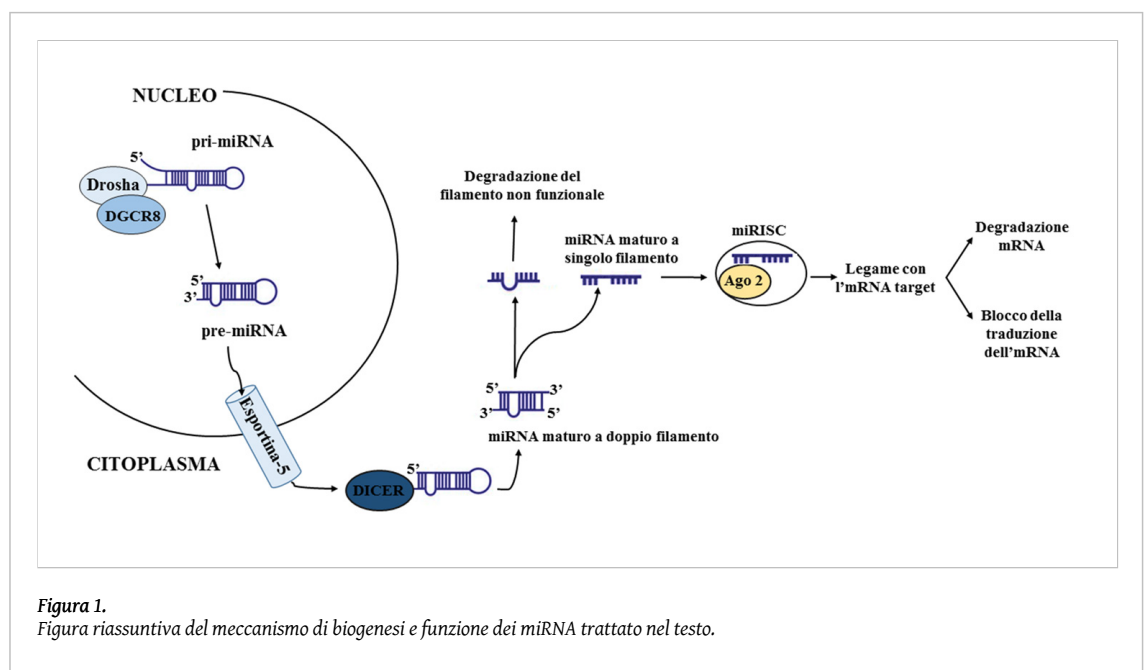 NUCLEO
pri-miRNA
5’
Drosha
DGCR8
5’
3’
pre-miRNA
Esportina-5
CITOPLASMA
DICER
5’
5’ 3’
3’ 5’
miRNA maturo a doppio filamento
Degradazione del
filamento non funzionale
miRNA maturo a
singolo filamento
miRISC
Ago 2
Legame con
l’mRNA target
Degradazione
mRNA
Blocco della
traduzione
dell’mRNA
Figura 1.
Figura riassuntiva del meccanismo di biogenesi e funzione dei miRNA trattato nel testo.